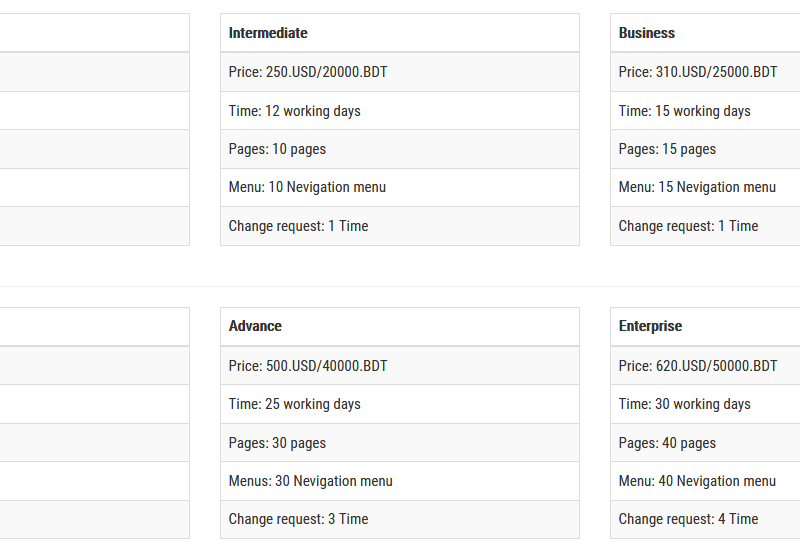 Intermediate
Price: 250.USD/20000.BDT
Time: 12 working days
Pages: 10 pages
Menu: 10 Nevigation menu
Change request: 1 Time
Business
Price: 310.USD/25000.BDT
Time: 15 working days
Pages: 15 pages
Menu: 15 Nevigation menu
Change request: 1 Time
Advance
Price: 500.USD/40000.BDT
Time: 25 working days
Pages: 30 pages
Menus: 30 Nevigation menu
Change request: 3 Time
Enterprise
Price: 620.USD/50000.BDT
Time: 30 working days
Pages: 40 pages
Menu: 40 Nevigation menu
Change request: 4 Time